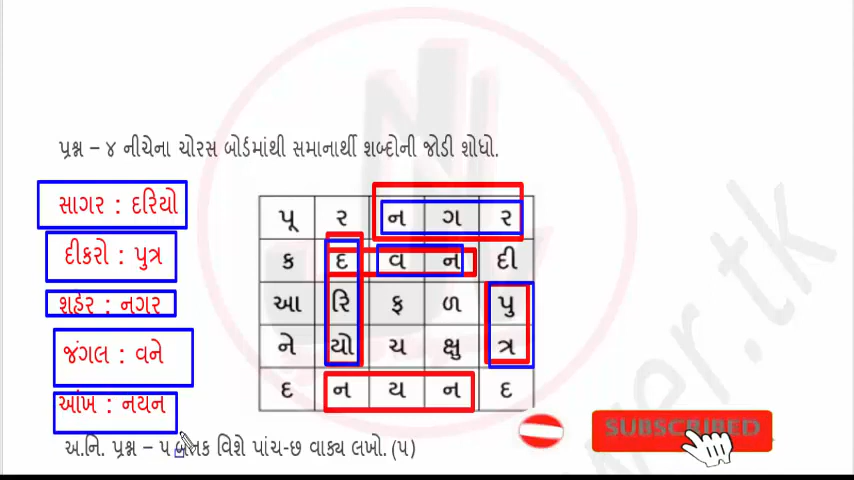 પ્રશ્ન – ૪ નીચેના ચોરસ બોર્ડમાંથી સમાનાર્થી શબ્દોની જોડી શોધો.
સાગર : દરિયો
દીકરો : પુત્ર
શહેર : નગર
જંગલ : વને
આંખ : નયન
પૂ ર ન ગ ર
ક દ વ ન દી
આ રિ ફ ળ પુ
ને યો ચ ક્ષુ ત્ર
દ ન ય ન દ
SUBSCRIBED
અ.નિ. પ્રશ્ન – ૫ બતક વિશે પાંચ-છ વાક્ય લખો. (૫)